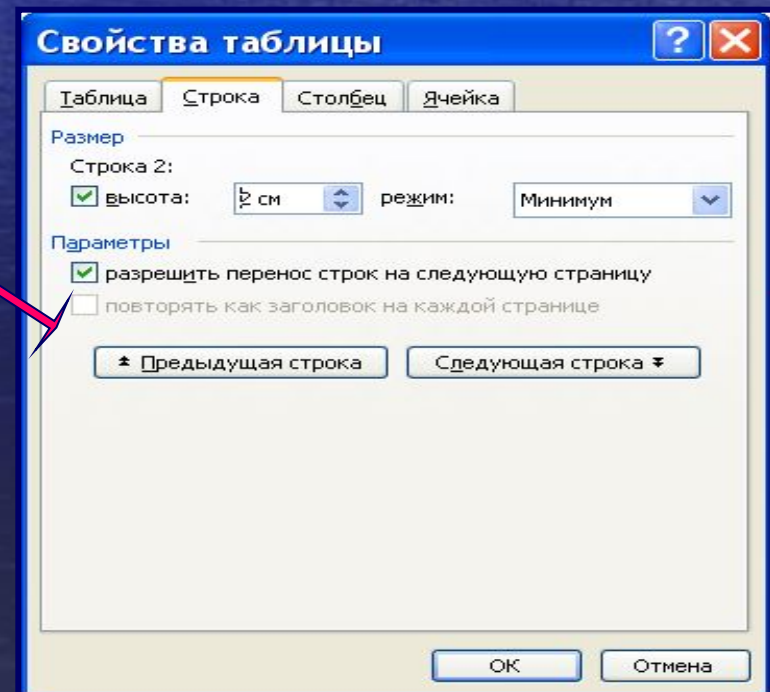 Свойства таблицы
Таблица Строка Столбец Ячейка
Размер
Строка 2:
высота: 2 см режим: Минимум
Параметры
разрешить перенос строк на следующую страницу
повторять как заголовок на каждой странице
Предыдущая строка Следующая строка
ОК Отмена